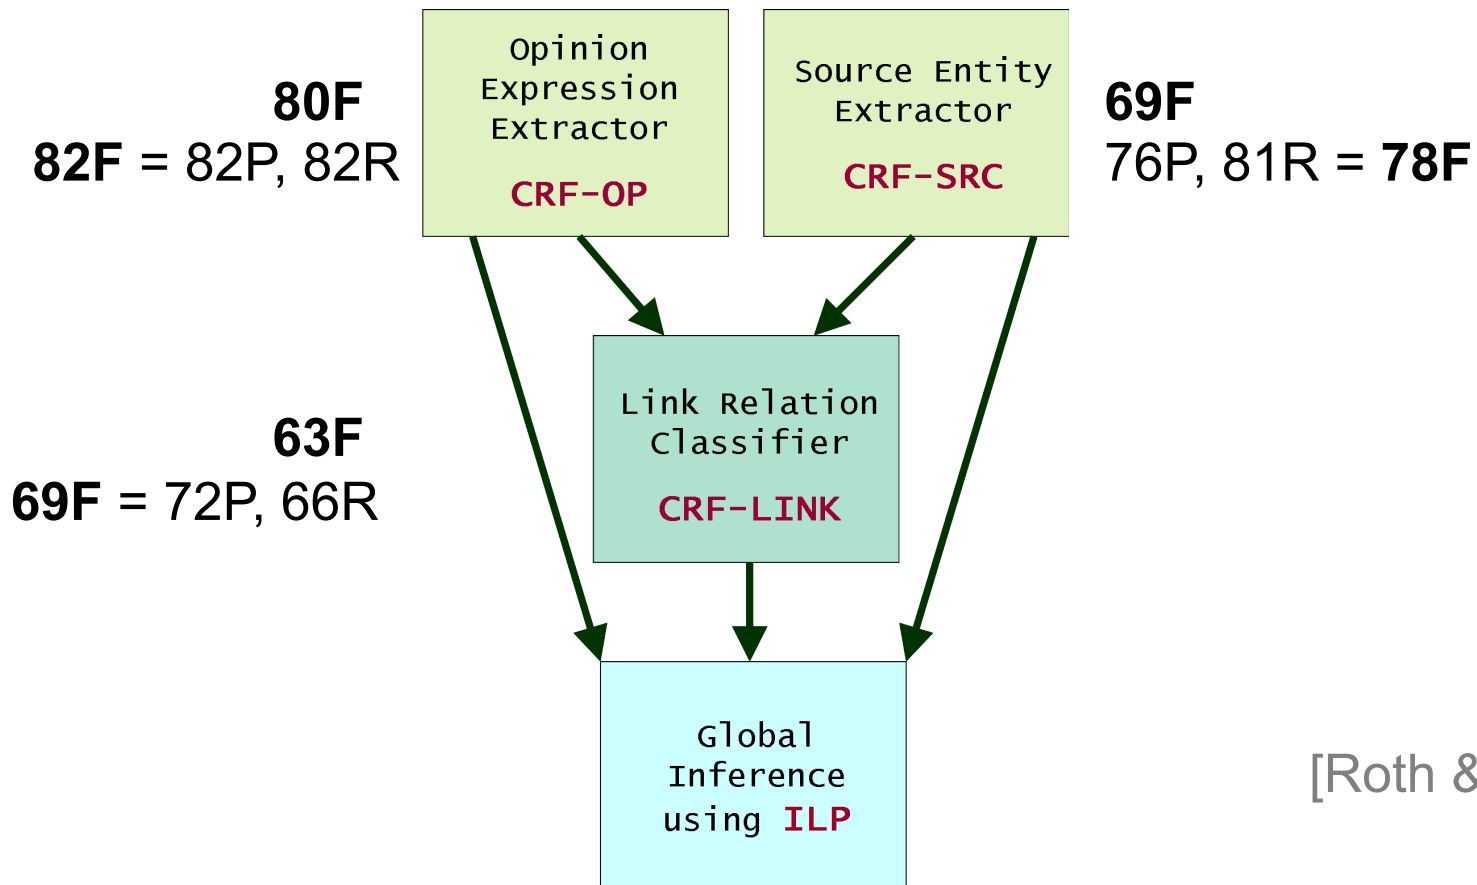 Opinion
Expression
Extractor
CRF-OP
Source Entity
Extractor
CRF-SRC
80F
82F = 82P, 82R
69F
76P, 81R = 78F
Link Relation
Classifier
CRF-LINK
63F
69F = 72P, 66R
Global
Inference
using ILP
[Roth &